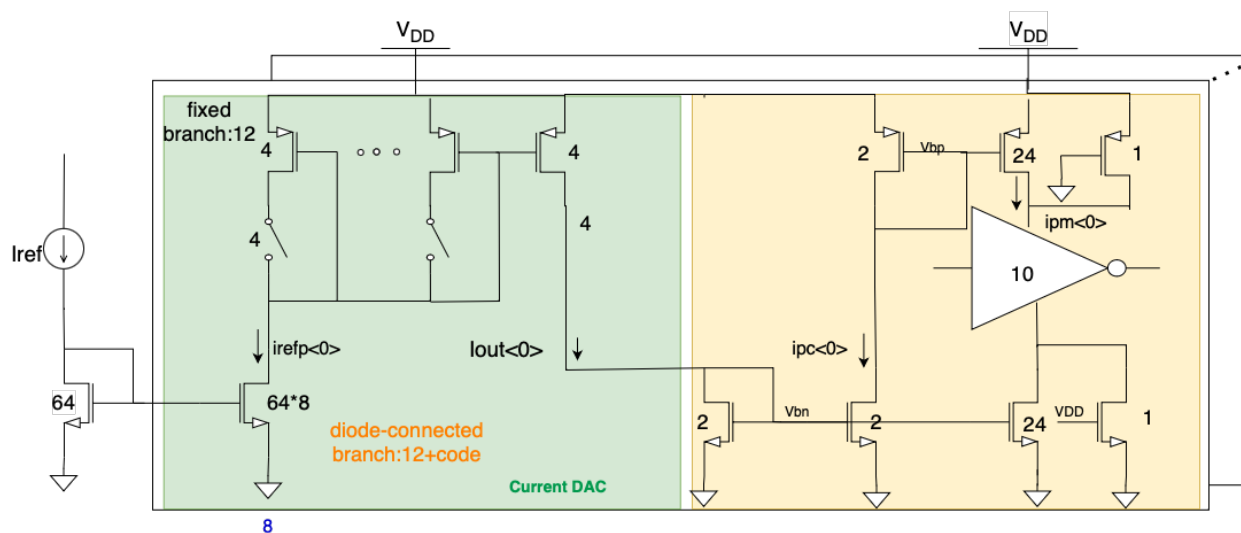 V_DD
V_DD
fixed
branch:12
4
4
2
Vbp
24
1
4
4
ipm<0>
Iref
10
irefp<0>
Iout<0>
ipc<0>
64
64*8
2
Vbn
2
24
VDD
1
diode-connected
branch:12+code
Current DAC
8